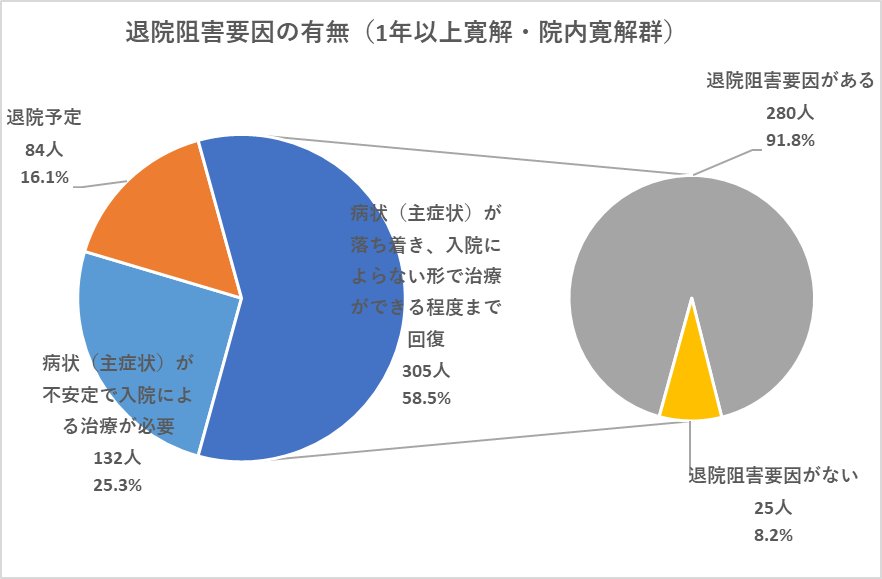 退院阻害要因の有無（1年以上寛解・院内寛解群）
退院予定
84人
16.1%
病状（主症状）が
不安定で入院によ
る治療が必要
132人
25.3%
病状（主症状）が
落ち着き、入院に
よらない形で治療
ができる程度まで
回復
305人
58.5%
退院阻害要因がある
280人
91.8%
退院阻害要因がない
25人
8.2%